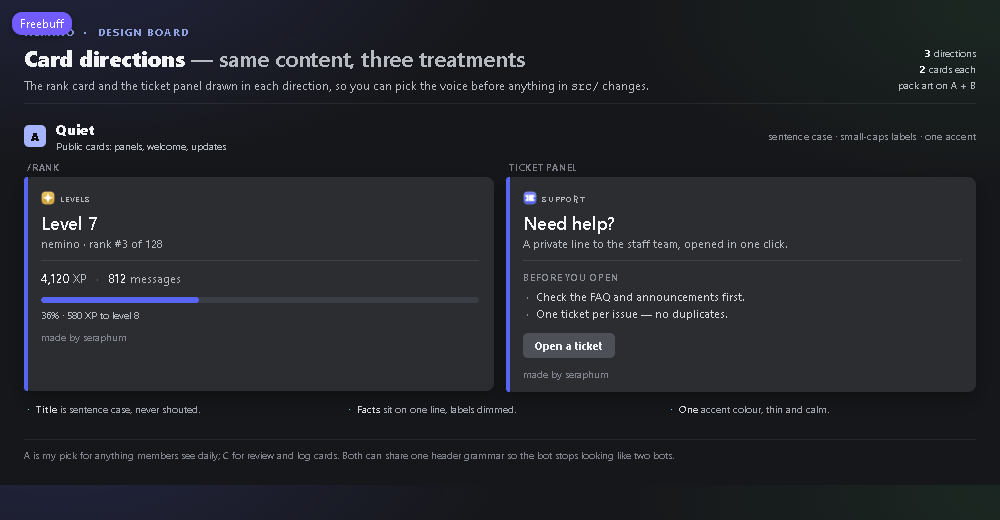 Freebuff
NEMINO · DESIGN BOARD
Card directions — same content, three treatments
The rank card and the ticket panel drawn in each direction, so you can pick the voice before anything in src/ changes.
3 directions
2 cards each
pack art on A + B
A
Quiet
Public cards: panels, welcome, updates
sentence case · small-caps labels · one accent
/RANK
LEVELS
Level 7
nemino · rank #3 of 128
4,120 XP · 812 messages
36% · 580 XP to level 8
made by seraphum
TICKET PANEL
SUPPORT
Need help?
A private line to the staff team, opened in one click.
BEFORE YOU OPEN
· Check the FAQ and announcements first.
· One ticket per issue — no duplicates.
Open a ticket
made by seraphum
· Title is sentence case, never shouted.
· Facts sit on one line, labels dimmed.
· One accent colour, thin and calm.
A is my pick for anything members see daily; C for review and log cards. Both can share one header grammar so the bot stops looking like two bots.